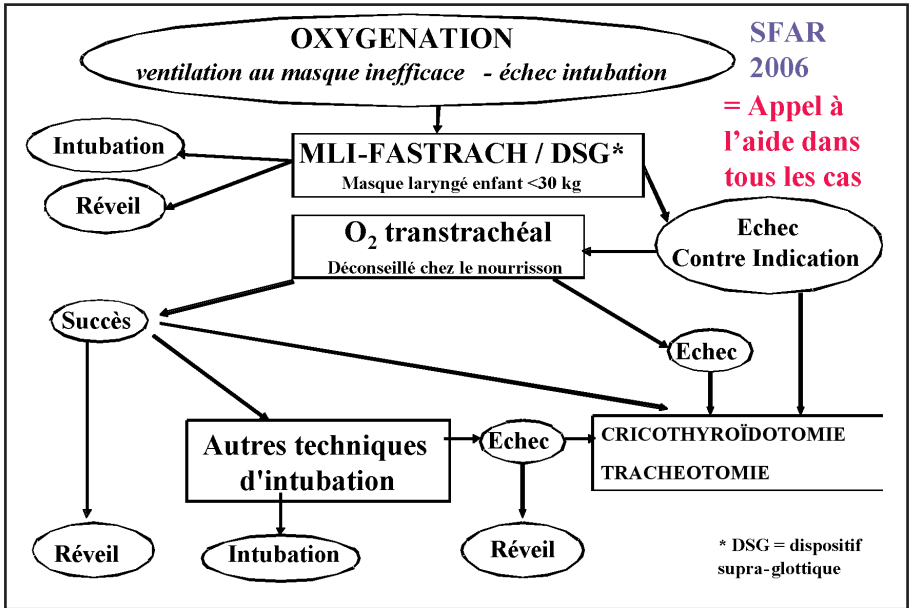 OXYGENATION
ventilation au masque inefficace - échec intubation
SFAR
2006
= Appel à
l'aide dans
tous les cas
Intubation
MLI-FASTRACH / DSG*
Masque laryngé enfant <30 kg
Réveil
Echec
Contre Indication
O₂ transtrachéal
Déconseillé chez le nourrisson
Succès
Echec
Autres techniques
d'intubation
Echec
CRICOTHYROÏDOTOMIE
TRACHEOTOMIE
Réveil
Intubation
Réveil
* DSG = dispositif
supra-glottique